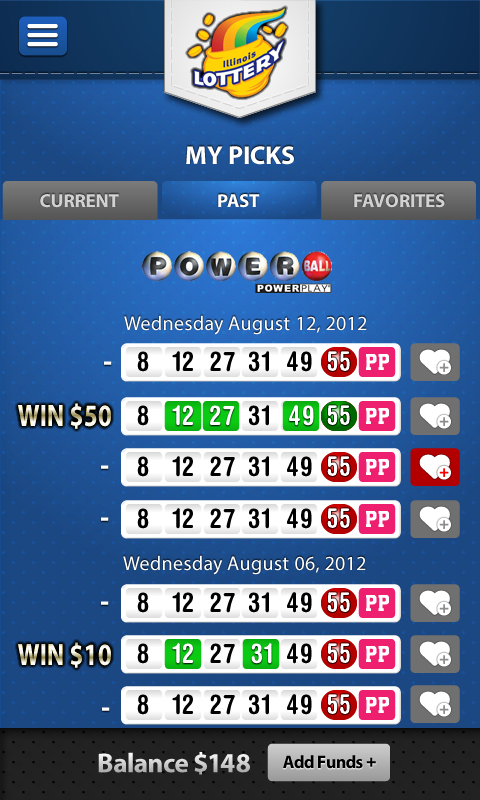 Illinois
LOTTERY
MY PICKS
CURRENT PAST FAVORITES
POWER BALL
POWERPLAY
Wednesday August 12, 2012
- 8 12 27 31 49 55 PP
WIN $50 8 12 27 31 49 55 PP
- 8 12 27 31 49 55 PP
- 8 12 27 31 49 55 PP
Wednesday August 06, 2012
- 8 12 27 31 49 55 PP
WIN $10 8 12 27 31 49 55 PP
- 8 12 27 31 49 55 PP
Balance $148 Add Funds +